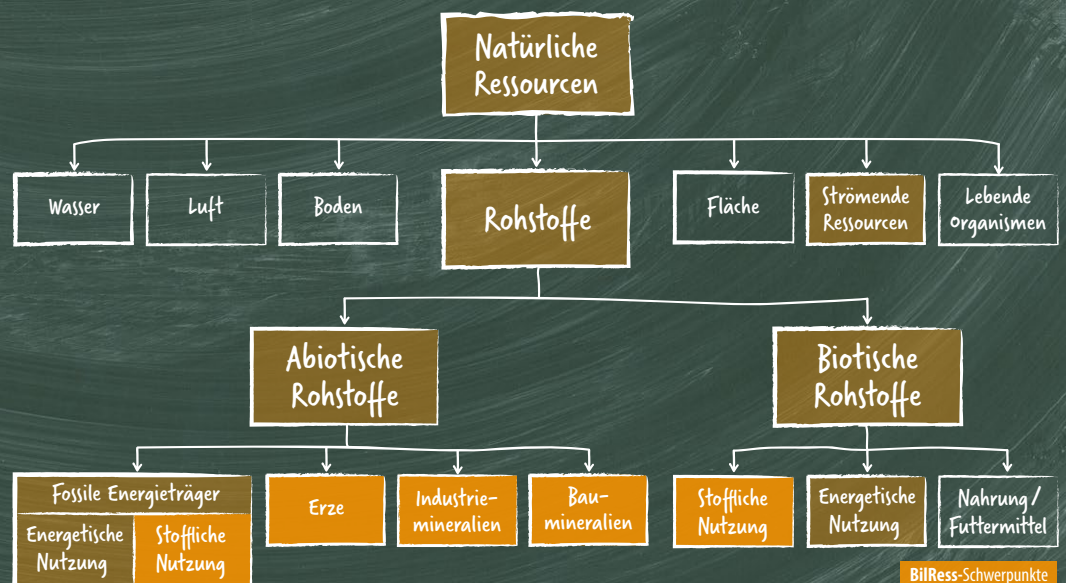 Natürliche
Ressourcen
Wasser
Luft
Boden
Rohstoffe
Fläche
Strömende
Ressourcen
Lebende
Organismen
Abiotische
Rohstoffe
Biotische
Rohstoffe
Fossile Energieträger
Energetische
Nutzung
Stoffliche
Nutzung
Erze
Industrie-
mineralien
Bau-
mineralien
Stoffliche
Nutzung
Energetische
Nutzung
Nahrung/
Futtermittel
BilRess-Schwerpunkte